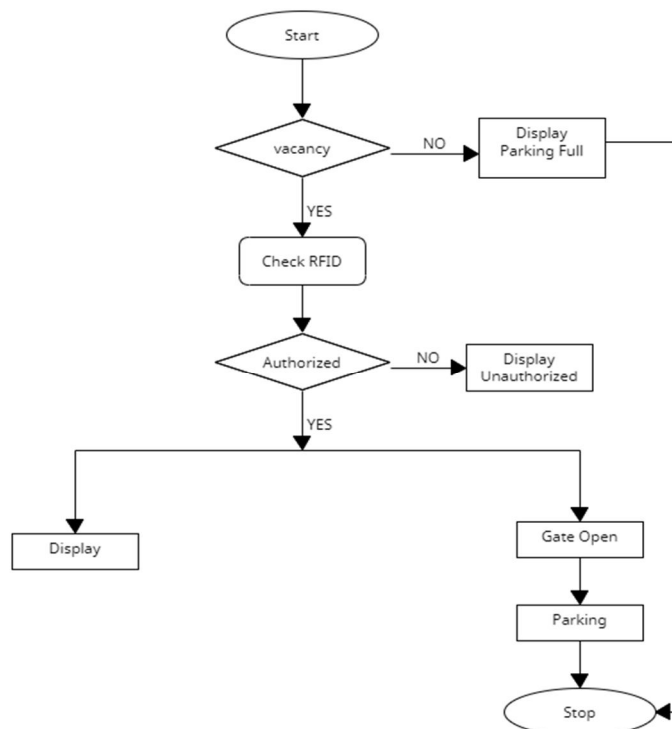 Start
vacancy
NO
Display
Parking Full
YES
Check RFID
Authorized
NO
Display
Unauthorized
YES
Display
Gate Open
Parking
Stop